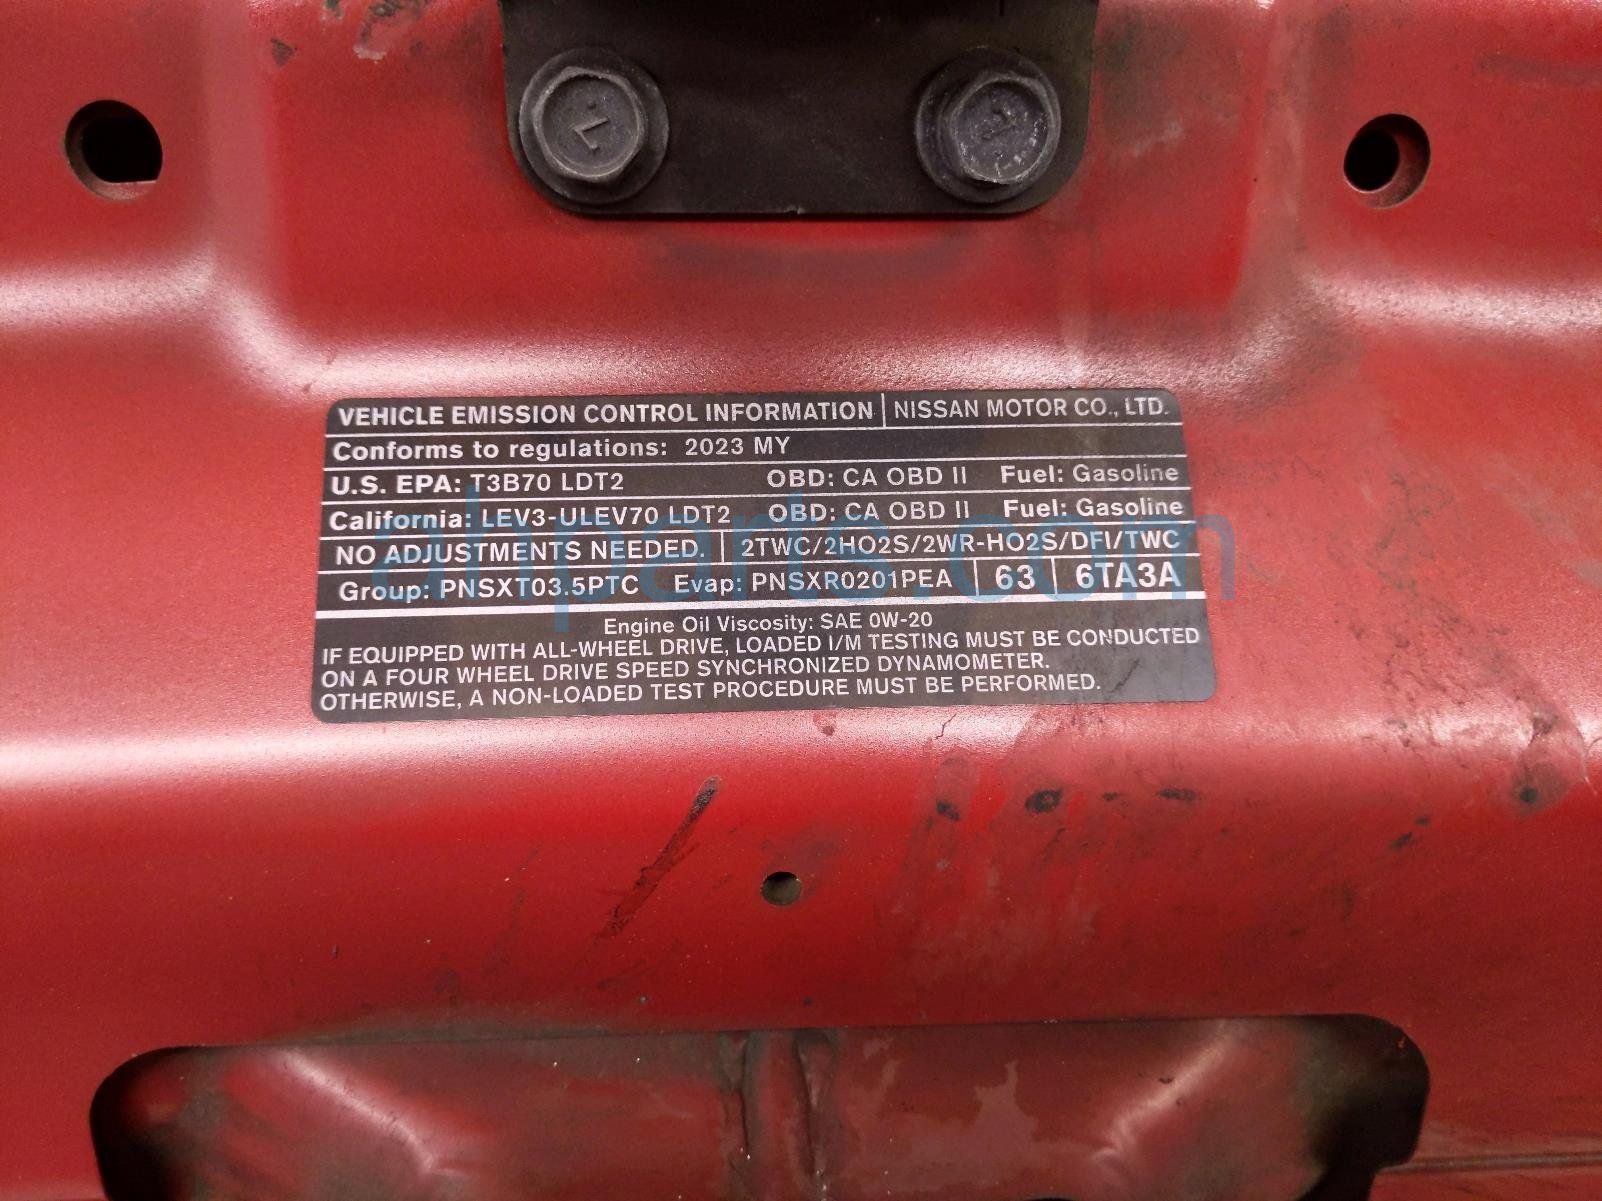 VEHICLE EMISSION CONTROL INFORMATION | NISSAN MOTOR CO., LTD.
Conforms to regulations: 2023 MY
U.S. EPA: T3B70 LDT2 OBD: CA OBD II Fuel: Gasoline
California: LEV3-ULEV70 LDT2 OBD: CA OBD II Fuel: Gasoline
NO ADJUSTMENTS NEEDED. | 2TWC/2HO2S/2WR-HO2S/DFI/TWC
Group: PNSXT03.5PTC Evap: PNSXR0201PEA | 63 | 6TA3A
Engine Oil Viscosity: SAE 0W-20
IF EQUIPPED WITH ALL-WHEEL DRIVE, LOADED I/M TESTING MUST BE CONDUCTED
ON A FOUR WHEEL DRIVE SPEED SYNCHRONIZED DYNAMOMETER.
OTHERWISE, A NON-LOADED TEST PROCEDURE MUST BE PERFORMED.
ahparts.com